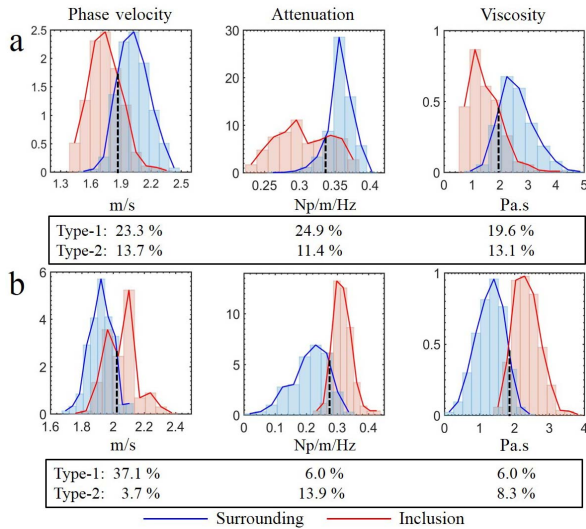 Phase velocity Attenuation Viscosity
a
2.5 30 1
2
1.5 20
0.5
1 10
0.5
0 0 0
1.3 1.6 1.9 2.2 2.5 0.25 0.3 0.35 0.4 0 1 2 3 4 5
m/s Np/m/Hz Pa.s
Type-1: 23.3 % 24.9 % 19.6 %
Type-2: 13.7 % 11.4 % 13.1 %
b
6 1
4 10
0.5
2 5
0 0 0
1.6 1.8 2 2.2 2.4 0 0.1 0.2 0.3 0.4 0 1 2 3 4
m/s Np/m/Hz Pa.s
Type-1: 37.1 % 6.0 % 6.0 %
Type-2: 3.7 % 13.9 % 8.3 %
Surrounding Inclusion